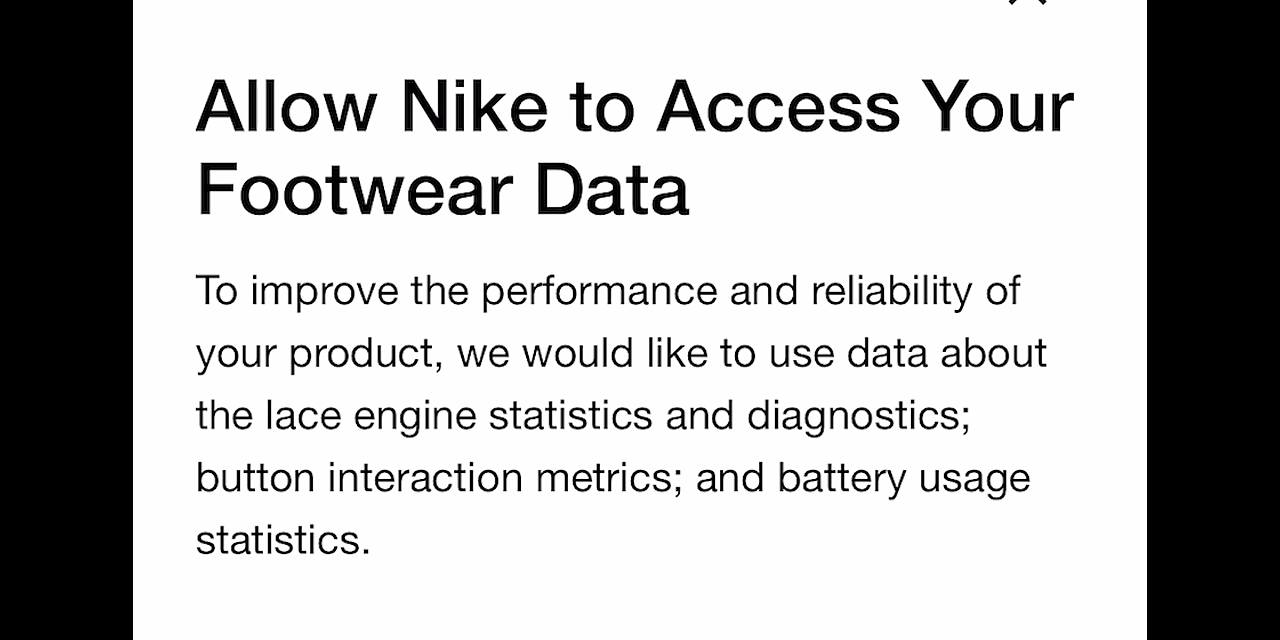 Allow Nike to Access Your
Footwear Data
To improve the performance and reliability of
your product, we would like to use data about
the lace engine statistics and diagnostics;
button interaction metrics; and battery usage
statistics.